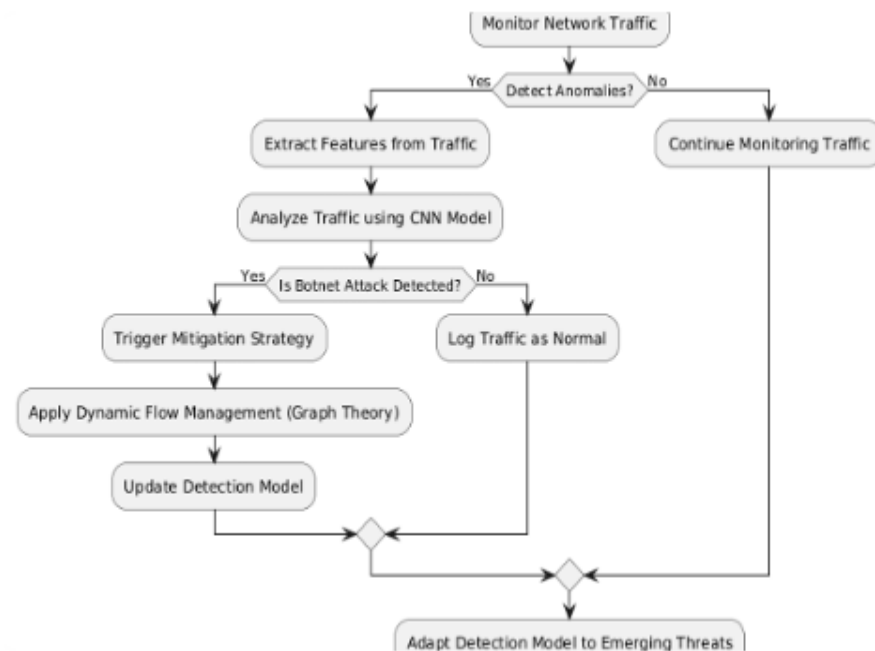 Monitor Network Traffic
Yes
Detect Anomalies?
No
Extract Features from Traffic
Continue Monitoring Traffic
Analyze Traffic using CNN Model
Yes
Is Botnet Attack Detected?
No
Trigger Mitigation Strategy
Log Traffic as Normal
Apply Dynamic Flow Management (Graph Theory)
Update Detection Model
Adapt Detection Model to Emerging Threats